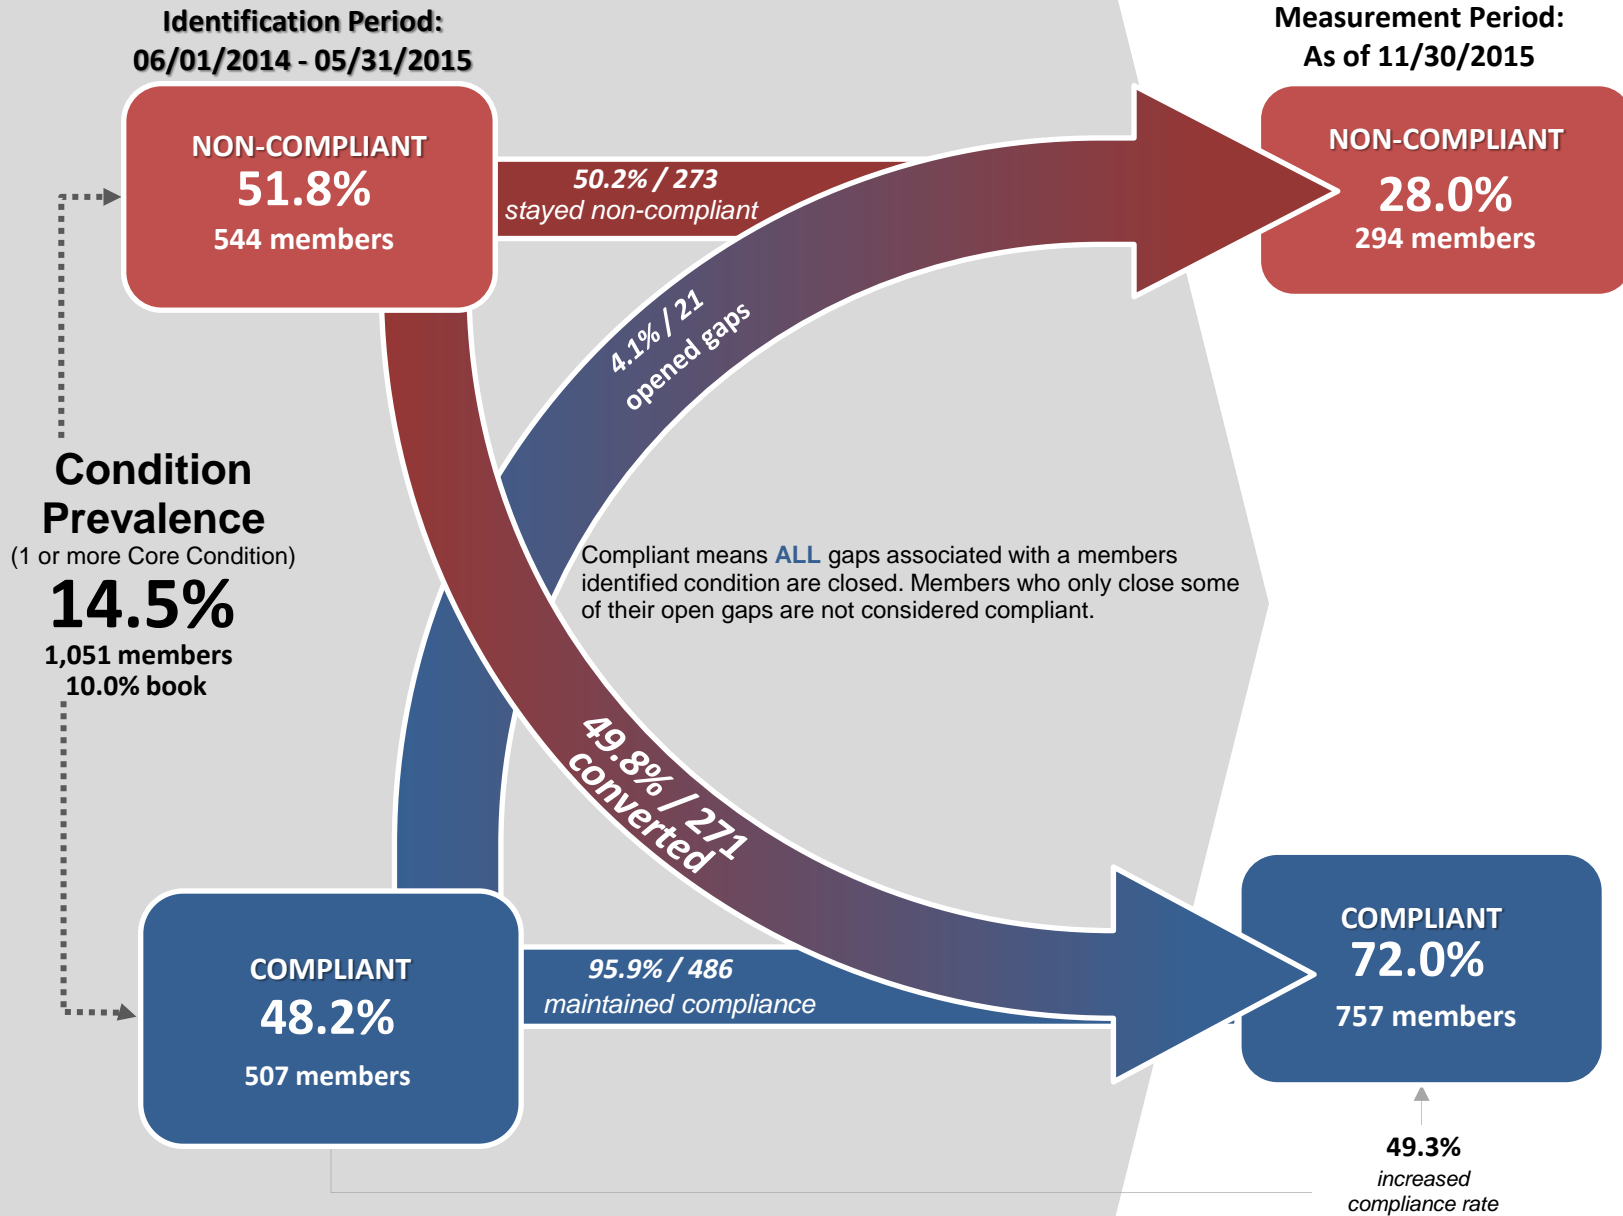 Identification Period:
06/01/2014 - 05/31/2015
Measurement Period:
As of 11/30/2015
NON-COMPLIANT
51.8%
544 members
50.2% / 273
stayed non-compliant
NON-COMPLIANT
28.0%
294 members
4.1% / 21
opened gaps
Condition
Prevalence
(1 or more Core Condition)
14.5%
1,051 members
10.0% book
Compliant means ALL gaps associated with a members
identified condition are closed. Members who only close some
of their open gaps are not considered compliant.
49.8% / 271
converted
COMPLIANT
48.2%
507 members
95.9% / 486
maintained compliance
COMPLIANT
72.0%
757 members
49.3%
increased
compliance rate